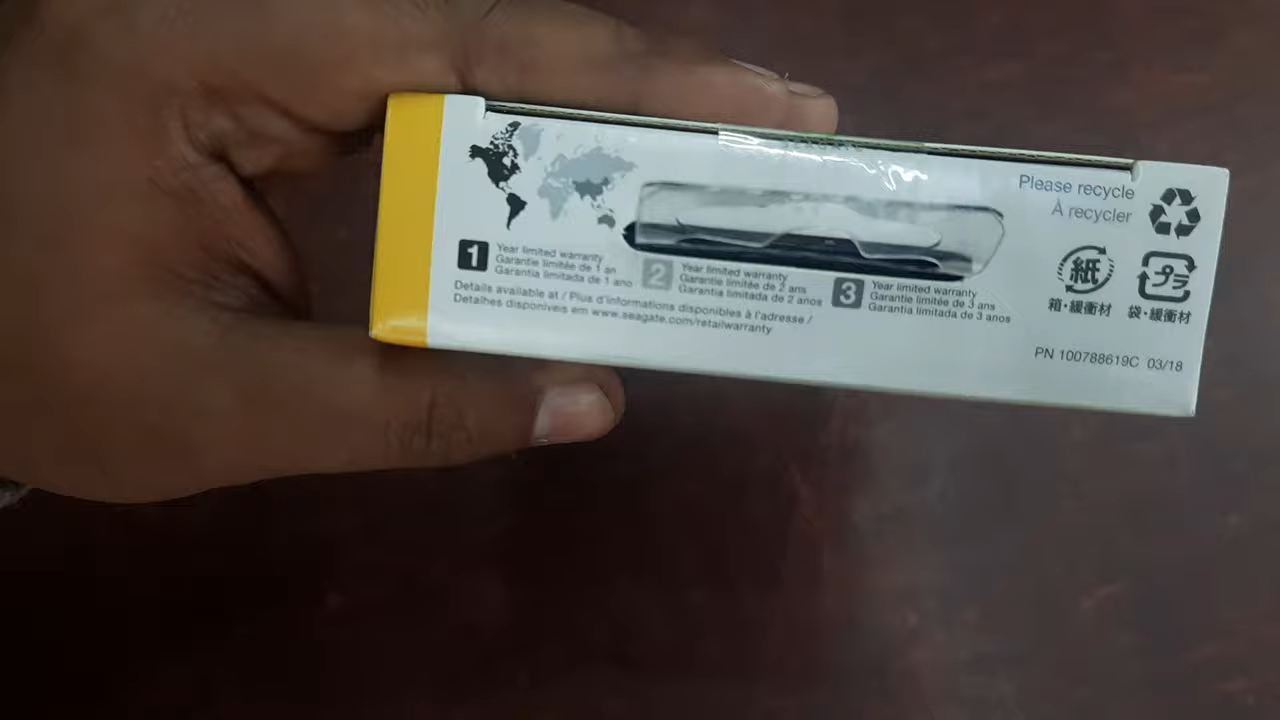 Please recycle
À recycler
1 Year limited warranty
Garantie limitée de 1 an
Garantia limitada de 1 ano
2 Year limited warranty
Garantie limitée de 2 ans
Garantia limitada de 2 anos
3 Year limited warranty
Garantie limitée de 3 ans
Garantia limitada de 3 anos
Details available at / Plus d'informations disponibles à l'adresse /
Detalhes disponíveis em www.seagate.com/retailwarranty
紙
箱・緩衝材
プラ
袋・緩衝材
PN 100788619C 03/18